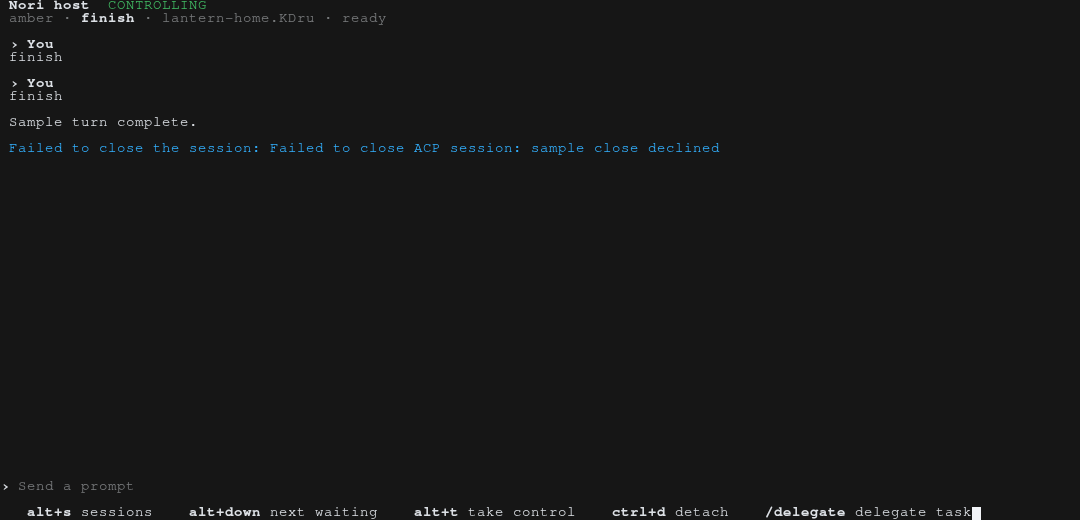 Nori host  CONTROLLING
amber · finish · lantern-home.KDru · ready
› You
finish
› You
finish
Sample turn complete.
Failed to close the session: Failed to close ACP session: sample close declined
› Send a prompt
alt+s sessions    alt+down next waiting    alt+t take control    ctrl+d detach    /delegate delegate task